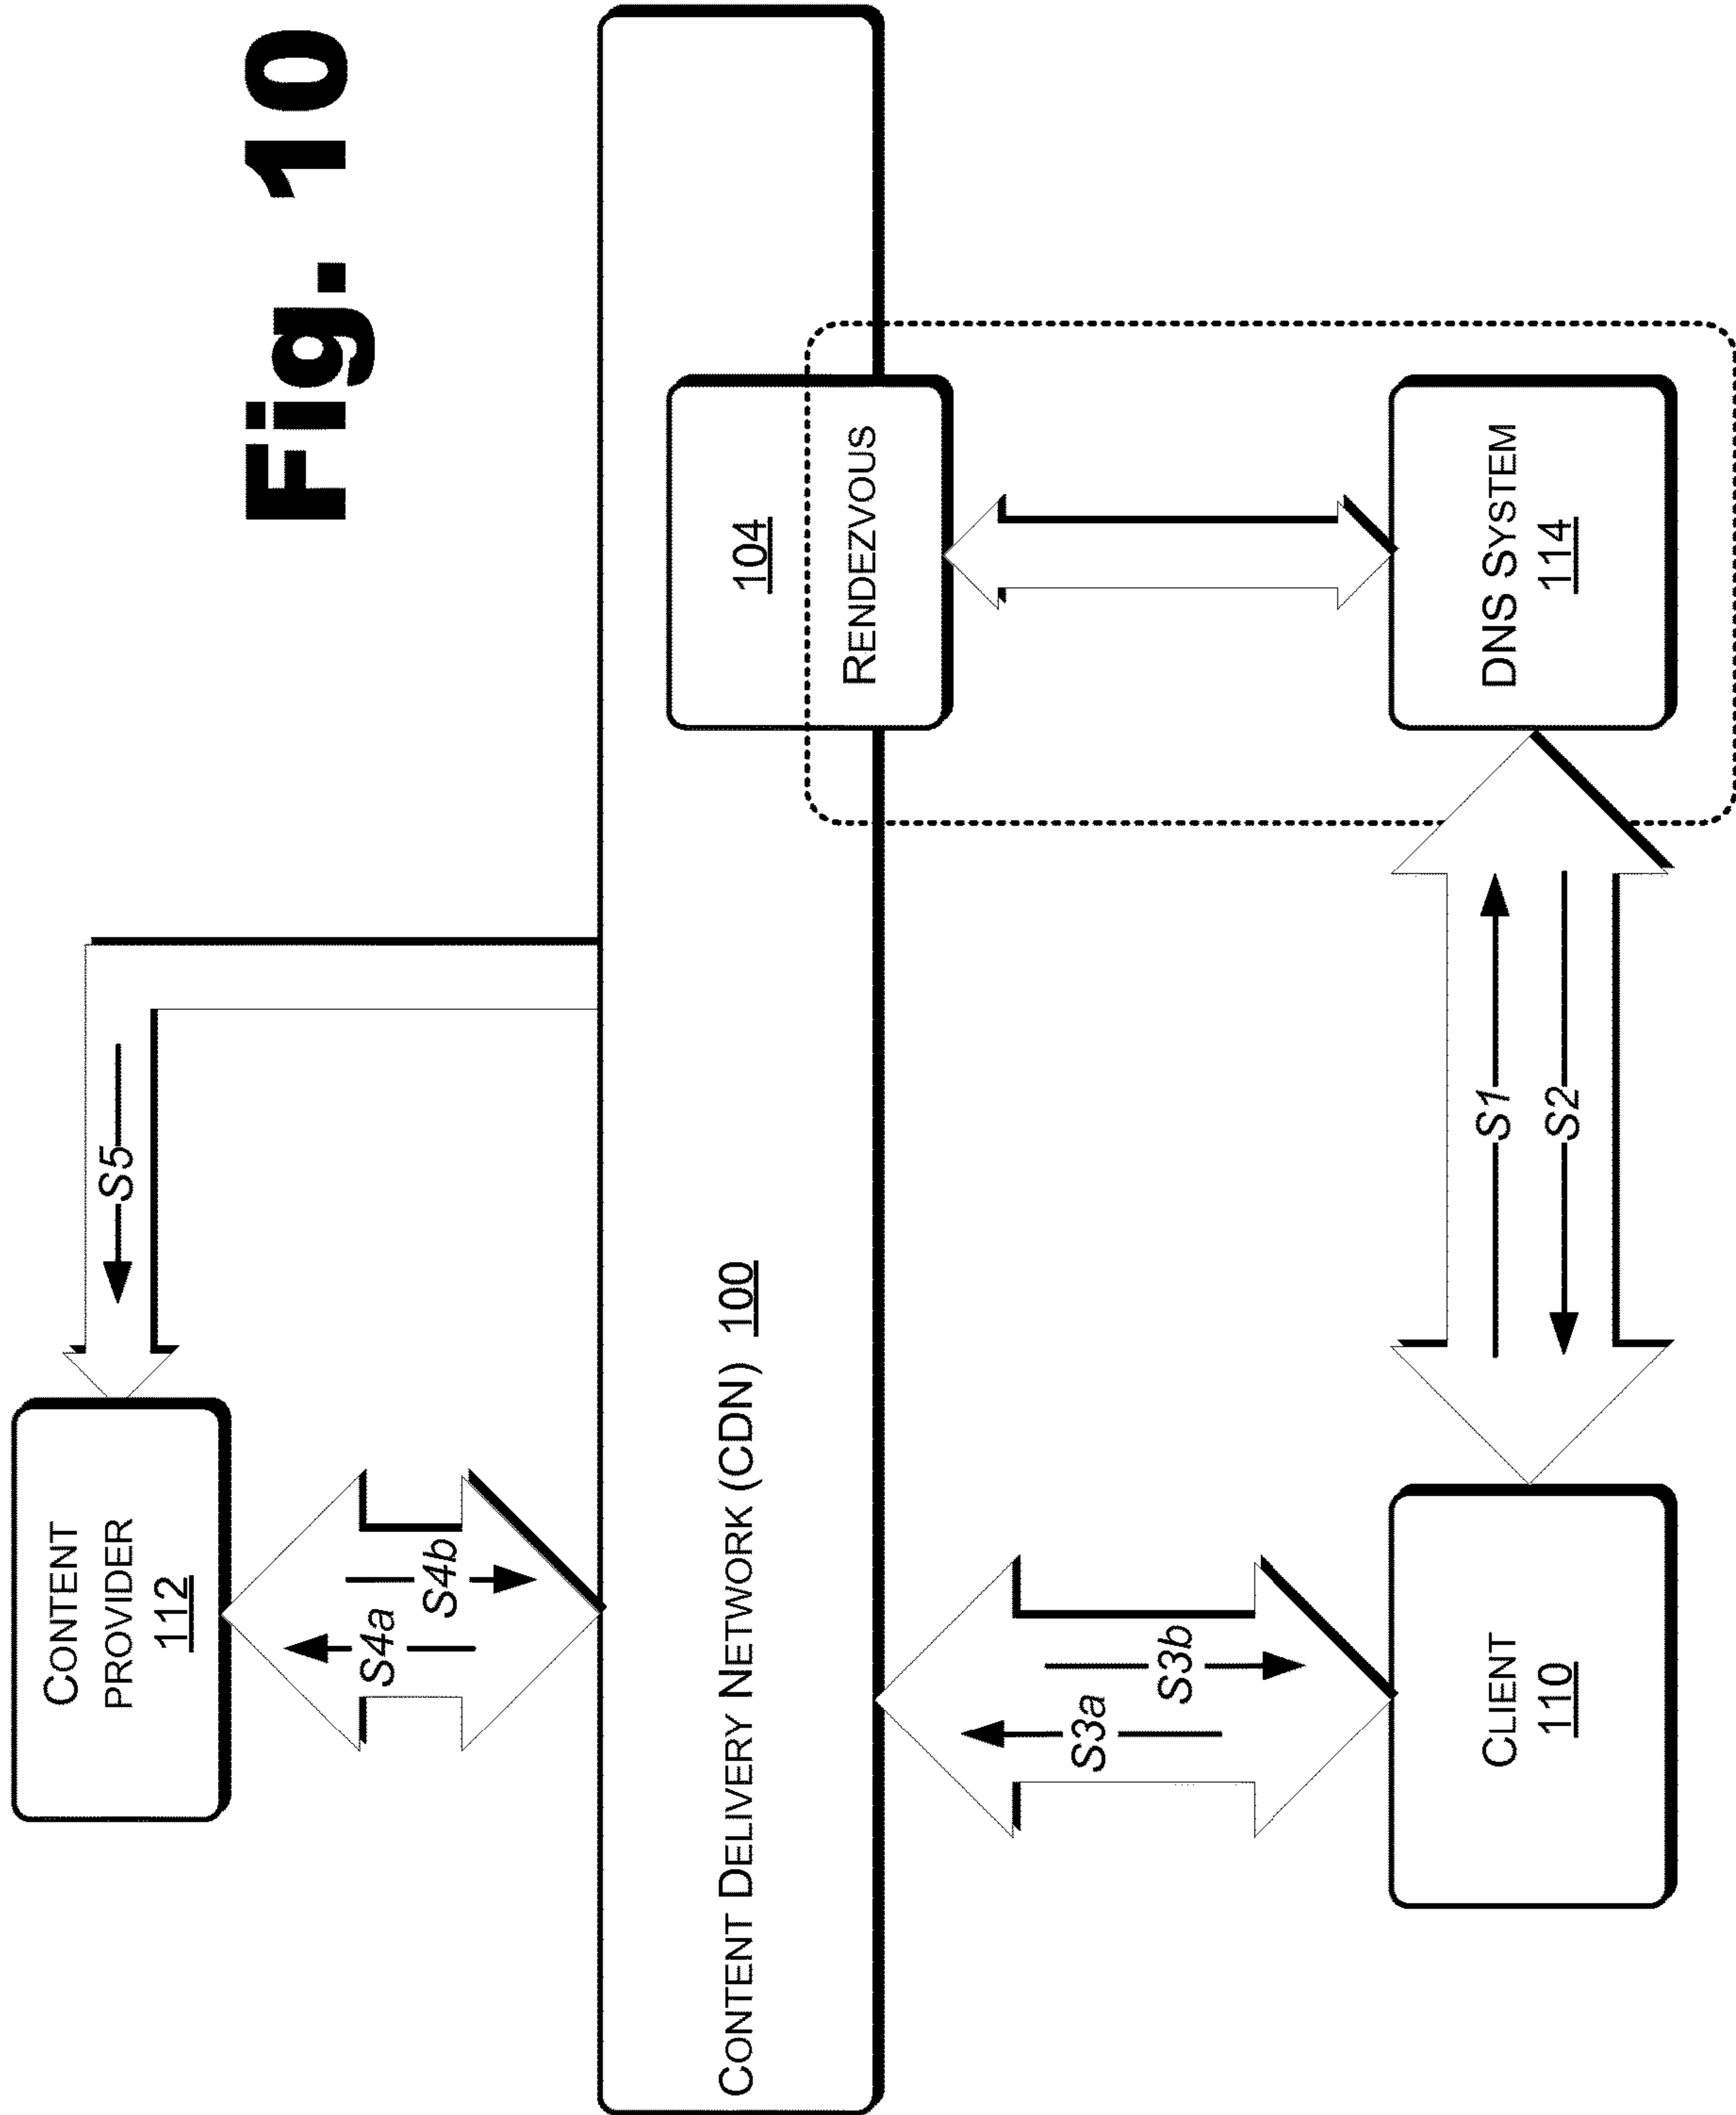 Fig. 10
CONTENT
PROVIDER
112
S5
S4a
S4b
CONTENT DELIVERY NETWORK (CDN) 100
104
RENDEZVOUS
S3a
S3b
S1
S2
CLIENT
110
DNS SYSTEM
114